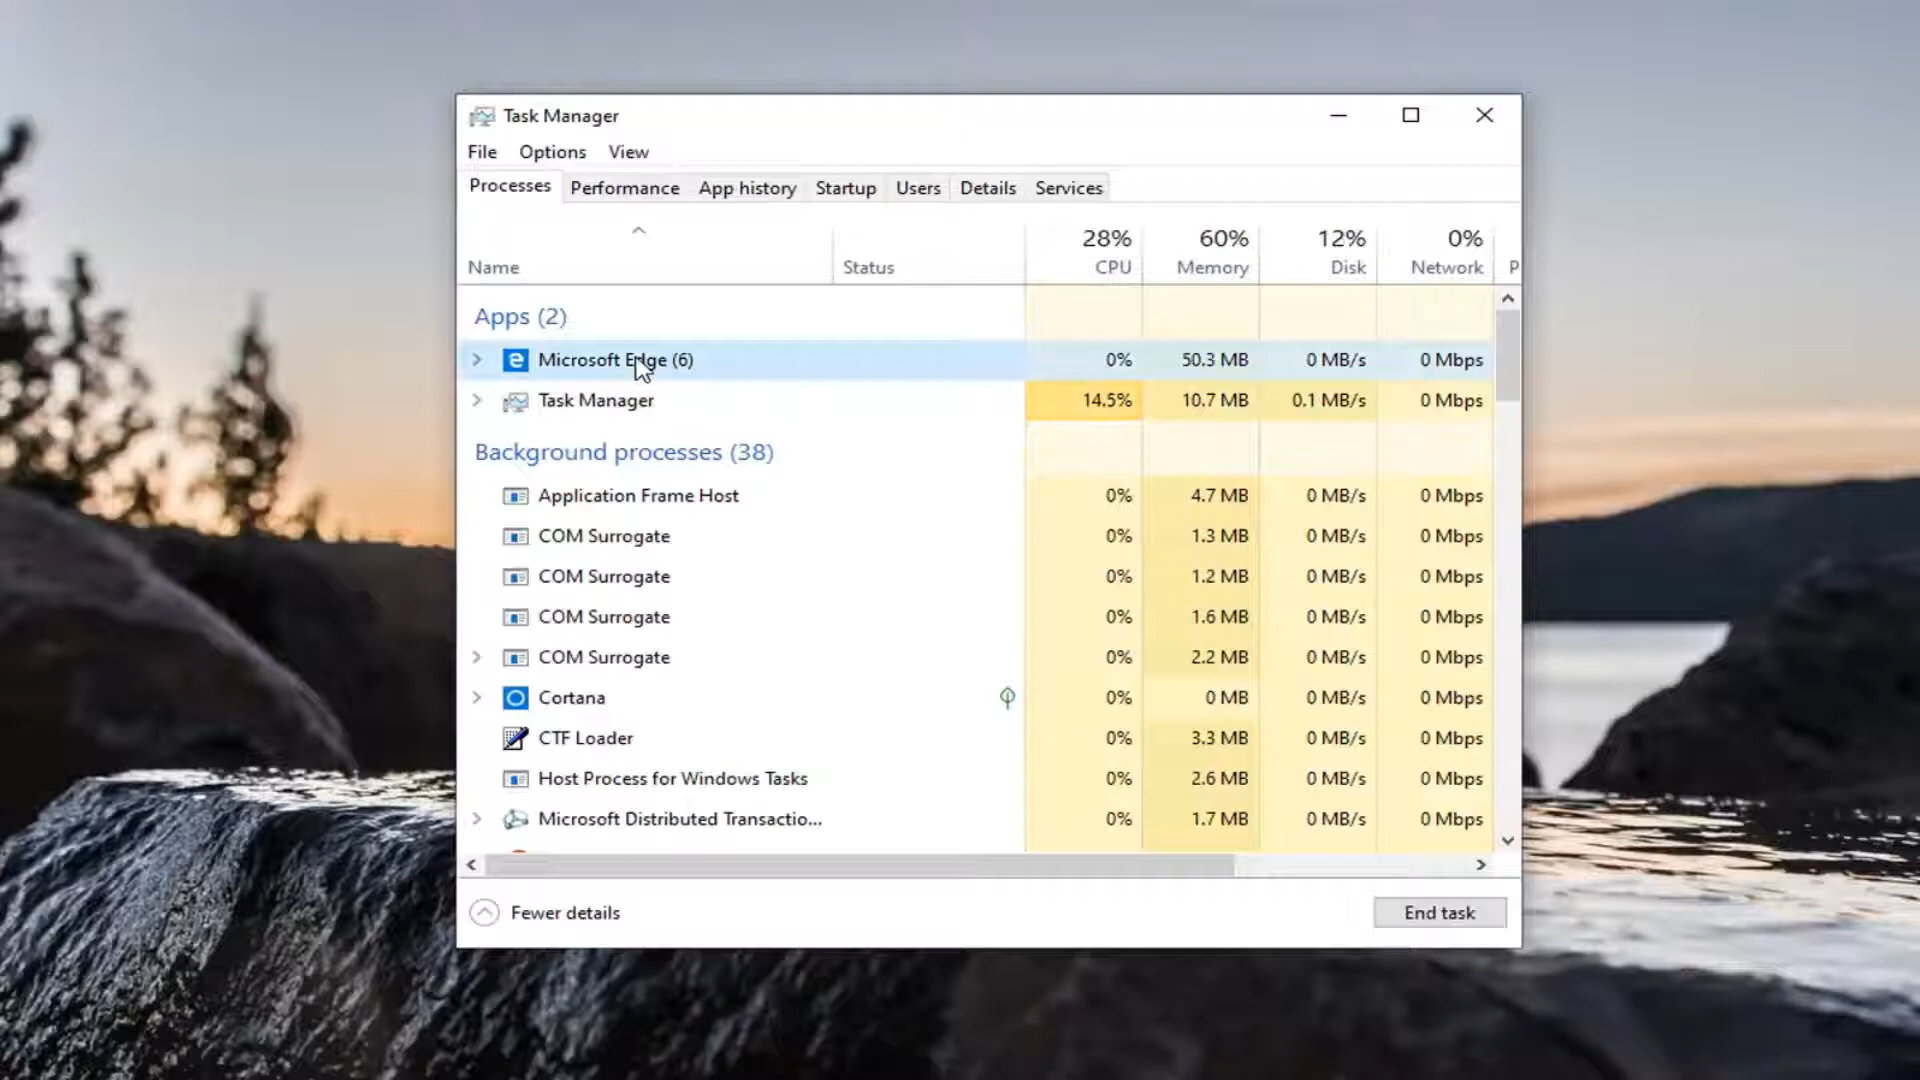 Task Manager
File Options View
Processes Performance App history Startup Users Details Services
28% 60% 12% 0%
Name Status CPU Memory Disk Network P
Apps (2)
Microsoft Edge (6) 0% 50.3 MB 0 MB/s 0 Mbps
Task Manager 14.5% 10.7 MB 0.1 MB/s 0 Mbps
Background processes (38)
Application Frame Host 0% 4.7 MB 0 MB/s 0 Mbps
COM Surrogate 0% 1.3 MB 0 MB/s 0 Mbps
COM Surrogate 0% 1.2 MB 0 MB/s 0 Mbps
COM Surrogate 0% 1.6 MB 0 MB/s 0 Mbps
COM Surrogate 0% 2.2 MB 0 MB/s 0 Mbps
Cortana 0% 0 MB 0 MB/s 0 Mbps
CTF Loader 0% 3.3 MB 0 MB/s 0 Mbps
Host Process for Windows Tasks 0% 2.6 MB 0 MB/s 0 Mbps
Microsoft Distributed Transactio... 0% 1.7 MB 0 MB/s 0 Mbps
Fewer details End task